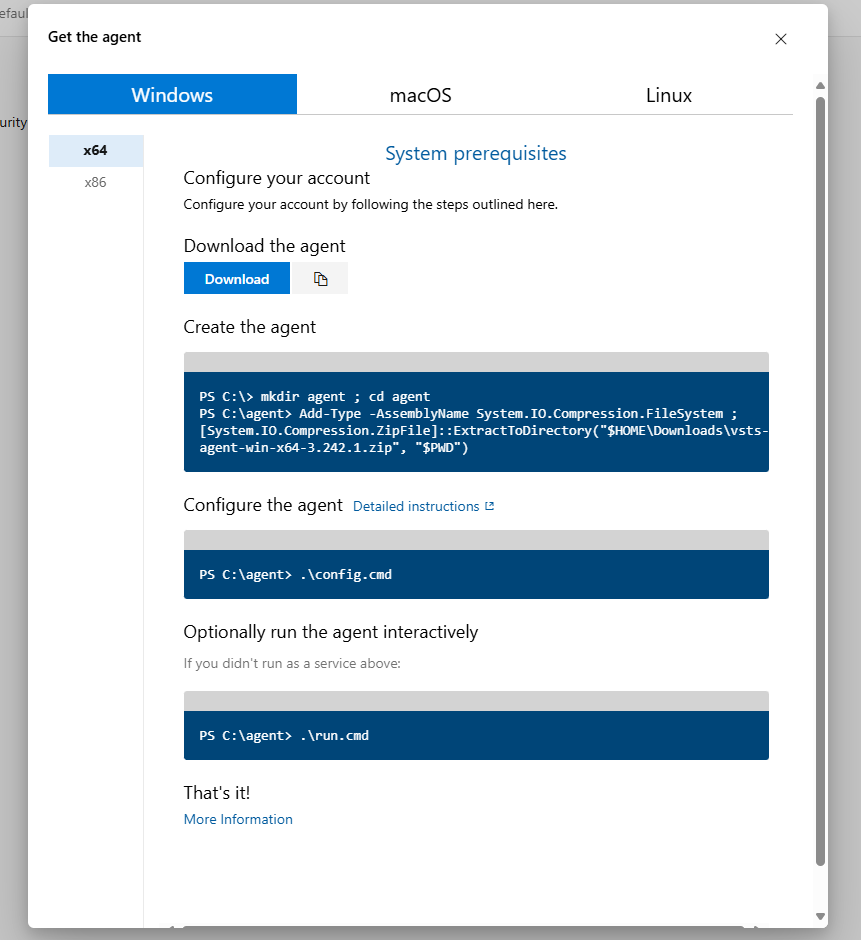 efaul
Get the agent
urity
Windows
macOS
Linux
x64
x86
System prerequisites
Configure your account
Configure your account by following the steps outlined here.
Download the agent
Download
Create the agent
PS C:\> mkdir agent ; cd agent
PS C:\agent> Add-Type -AssemblyName System.IO.Compression.FileSystem ;
[System.IO.Compression.ZipFile]::ExtractToDirectory("$HOME\Downloads\vsts-
agent-win-x64-3.242.1.zip", "$PWD")
Configure the agent Detailed instructions
PS C:\agent> .\config.cmd
Optionally run the agent interactively
If you didn't run as a service above:
PS C:\agent> .\run.cmd
That's it!
More Information